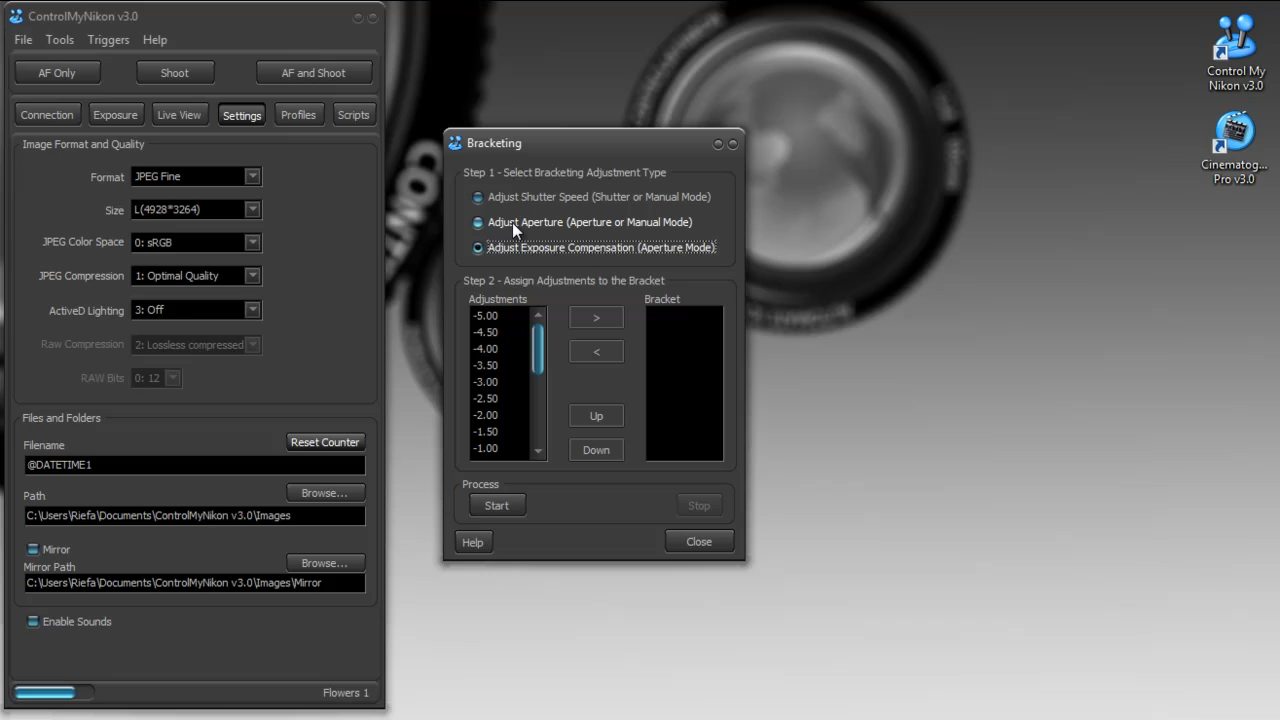 ControlMyNikon v3.0
File Tools Triggers Help
AF Only Shoot AF and Shoot
Connection Exposure Live View Settings Profiles Scripts
Image Format and Quality
Format JPEG Fine
Size L(4928*3264)
JPEG Color Space 0: sRGB
JPEG Compression 1: Optimal Quality
ActiveD Lighting 3: Off
Raw Compression 2: Lossless compressed
RAW Bits 0: 12
Files and Folders
Filename Reset Counter
@DATETIME1
Path Browse...
C:\Users\Riefa\Documents\ControlMyNikon v3.0\Images
Mirror
Mirror Path Browse...
C:\Users\Riefa\Documents\ControlMyNikon v3.0\Images\Mirror
Enable Sounds
Flowers 1
Bracketing
Step 1 - Select Bracketing Adjustment Type
Adjust Shutter Speed (Shutter or Manual Mode)
Adjust Aperture (Aperture or Manual Mode)
Adjust Exposure Compensation (Aperture Mode)
Step 2 - Assign Adjustments to the Bracket
Adjustments Bracket
-5.00
-4.50
-4.00
-3.50
-3.00
-2.50
-2.00
-1.50
-1.00
>
<
Up
Down
Process
Start Stop
Help Close
Control My
Nikon v3.0
Cinematog...
Pro v3.0